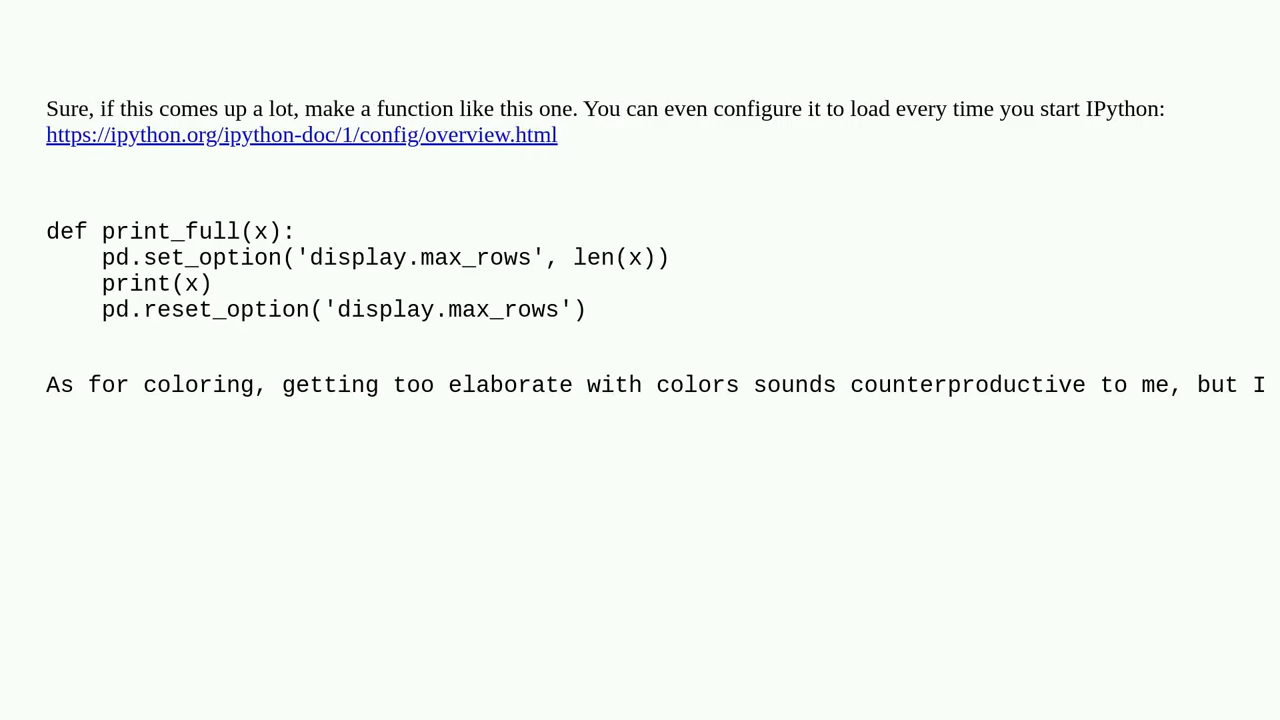 Sure, if this comes up a lot, make a function like this one. You can even configure it to load every time you start IPython:
https://ipython.org/ipython-doc/1/config/overview.html
def print_full(x):
    pd.set_option('display.max_rows', len(x))
    print(x)
    pd.reset_option('display.max_rows')
As for coloring, getting too elaborate with colors sounds counterproductive to me, but I